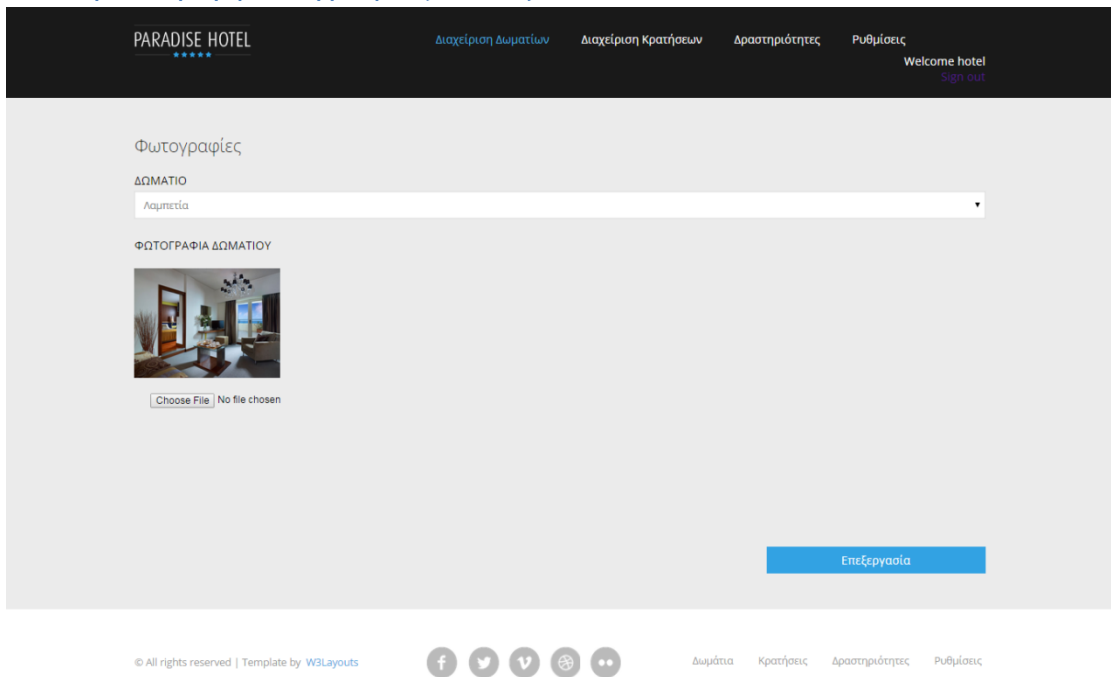 PARADISE HOTEL
Διαχείριση Δωματίων Διαχείριση Κρατήσεων Δραστηριότητες Ρυθμίσεις
Welcome hotel
Sign out
Φωτογραφίες
ΔΩΜΑΤΙΟ
Λαμπετία
ΦΩΤΟΓΡΑΦΙΑ ΔΩΜΑΤΙΟΥ
Choose File No file chosen
Επεξεργασία
© All rights reserved | Template by W3Layouts
Δωμάτια Κρατήσεις Δραστηριότητες Ρυθμίσεις